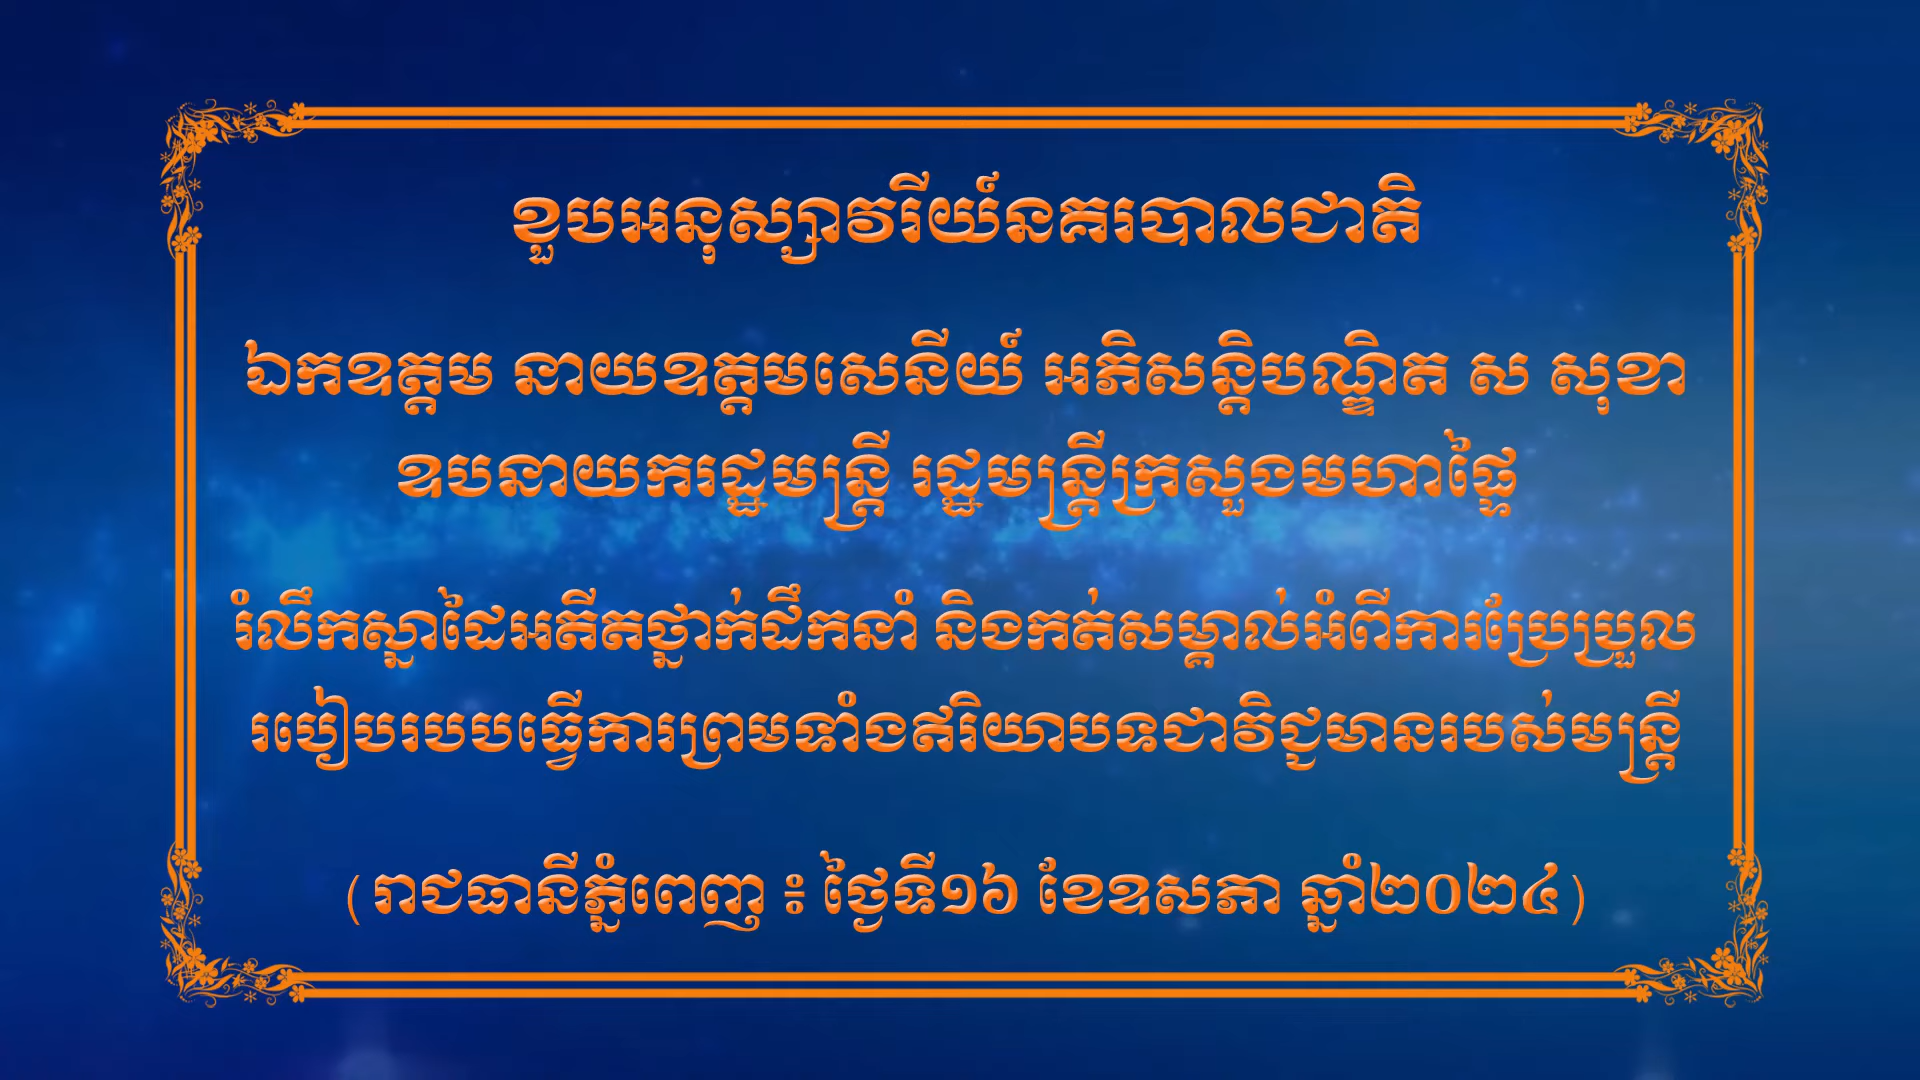 ខួបអនុស្សាវរីយ៍នគរបាលជាតិ
ឯកឧត្តម នាយឧត្តមសេនីយ៍ អភិសន្តិបណ្ឌិត ស សុខា
ឧបនាយករដ្ឋមន្ត្រី រដ្ឋមន្ត្រីក្រសួងមហាផ្ទៃ
រំលឹកស្នាដៃអតីតថ្នាក់ដឹកនាំ និងកត់សម្គាល់អំពីការប្រែប្រួល
របៀបរបបធ្វើការព្រមទាំងឥរិយាបទជាវិជ្ជមានរបស់មន្ត្រី
(រាជធានីភ្នំពេញ ៖ ថ្ងៃទី១៦ ខែឧសភា ឆ្នាំ២០២៤)